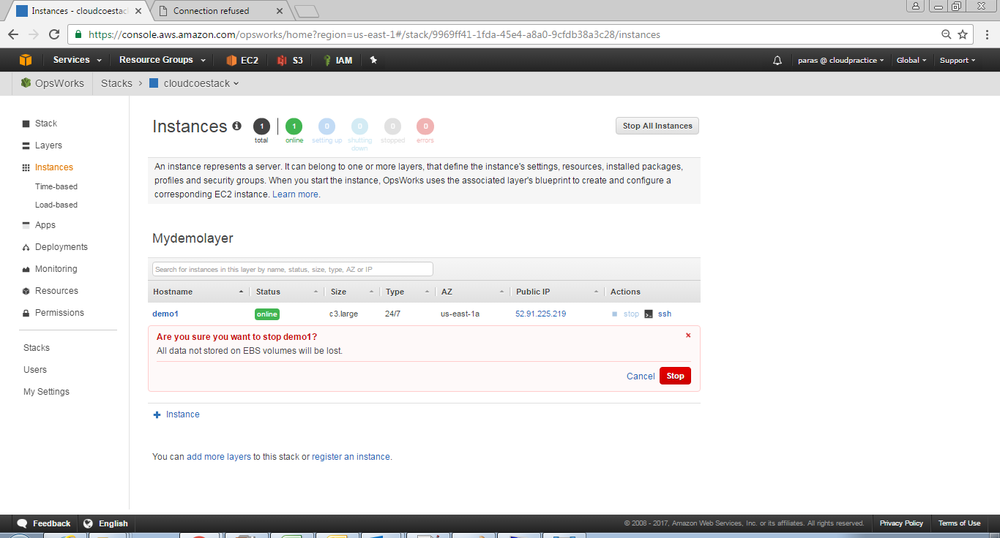 Instances - cloudcoestack
Connection refused
https://console.aws.amazon.com/opsworks/home?region=us-east-1#/stack/9969ff41-1fda-45e4-a8a0-9cfdb38a3c28/instances
Services Resource Groups EC2 S3 IAM paras @ cloudpractice Global Support
OpsWorks Stacks > cloudcoestack
Stack
Layers
Instances
Time-based
Load-based
Apps
Deployments
Monitoring
Resources
Permissions
Stacks
Users
My Settings
Instances i
1 total
1 online
0 setting up
0 shutting down
0 stopped
0 errors
Stop All Instances
An instance represents a server. It can belong to one or more layers, that define the instance's settings, resources, installed packages,
profiles and security groups. When you start the instance, OpsWorks uses the associated layer's blueprint to create and configure a
corresponding EC2 instance. Learn more.
Mydemolayer
Search for instances in this layer by name, status, size, type, AZ or IP
Hostname Status Size Type AZ Public IP Actions
demo1 online c3.large 24/7 us-east-1a 52.91.225.219 stop ssh
Are you sure you want to stop demo1? ×
All data not stored on EBS volumes will be lost.
Cancel Stop
+ Instance
You can add more layers to this stack or register an instance.
Feedback English © 2008 - 2017, Amazon Web Services, Inc. or its affiliates. All rights reserved. Privacy Policy Terms of Use